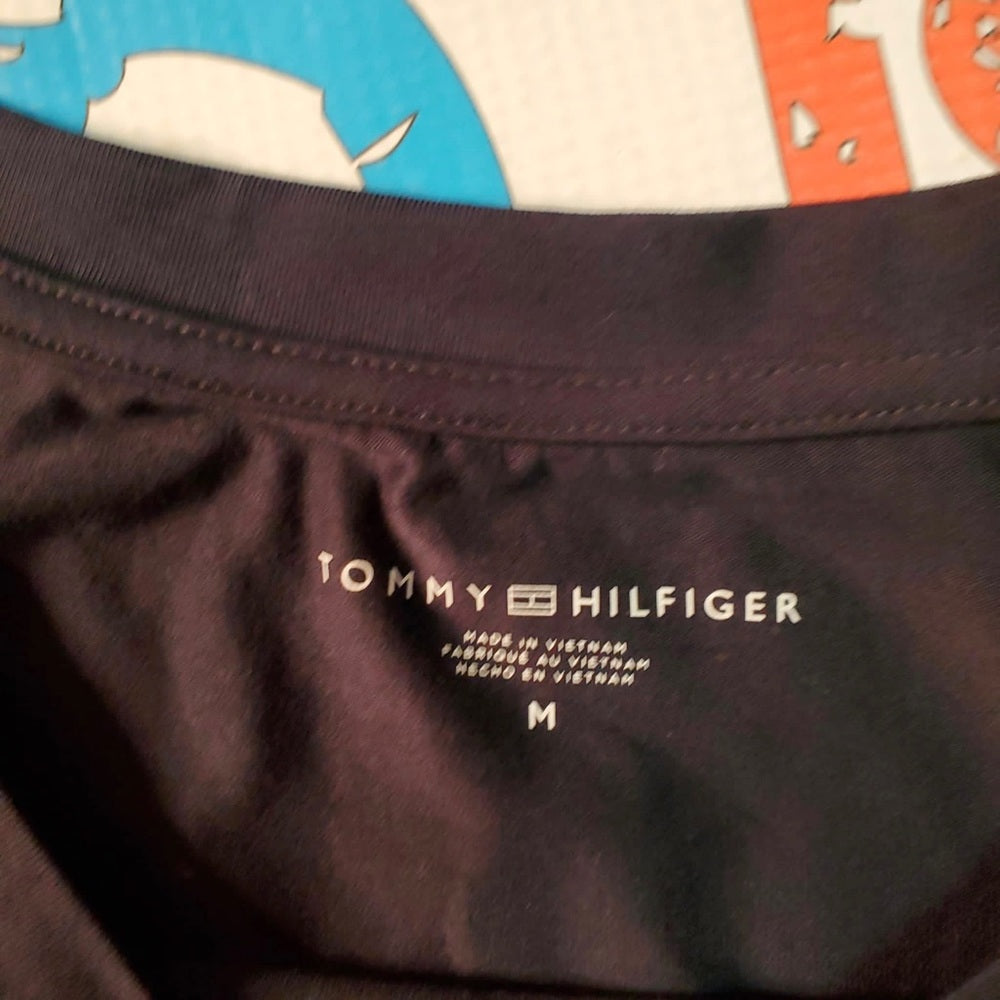 TOMMY HILFIGER
MADE IN VIETNAM
FABRIQUÉ AU VIETNAM
HECHO EN VIETNAM
M